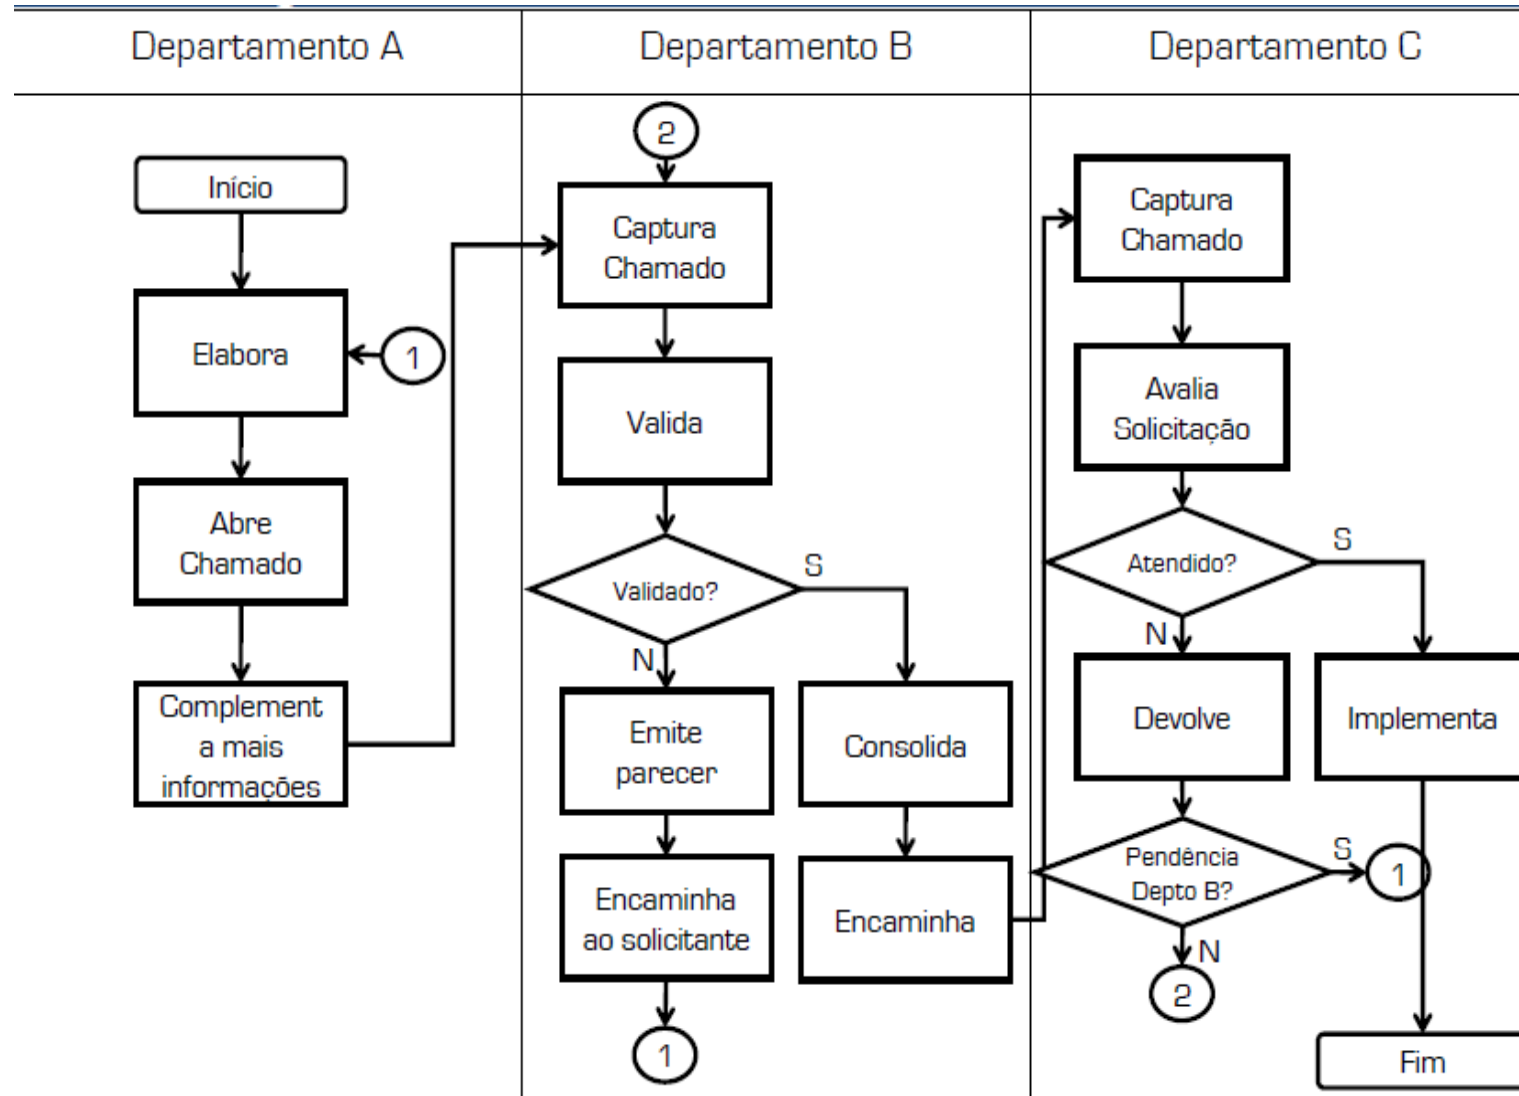 Departamento A
Departamento B
Departamento C
Início
Elabora
1
Abre
Chamado
Complement
a mais
informações
2
Captura
Chamado
Valida
Validado?
S
N
Emite
parecer
Consolida
Encaminha
ao solicitante
Encaminha
1
Captura
Chamado
Avalia
Solicitação
Atendido?
S
N
Devolve
Implementa
Pendência
Depto B?
S
1
N
2
Fim